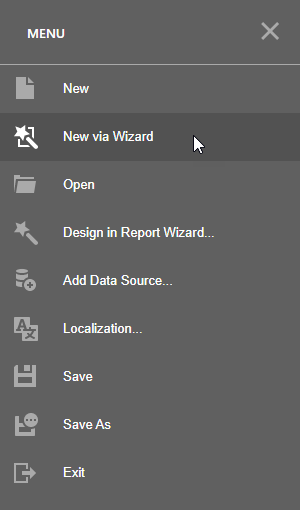 MENU
New
New via Wizard
Open
Design in Report Wizard...
Add Data Source...
Localization...
Save
Save As
Exit